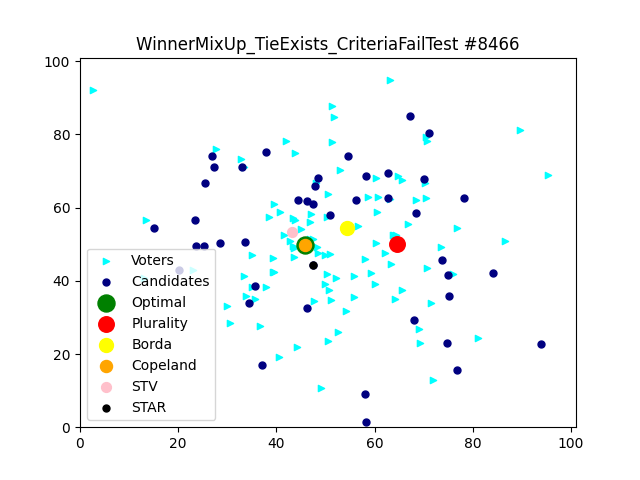 WinnerMixUp_TieExists_CriteriaFailTest #8466
100
80
60
40
20
0
Voters
Candidates
Optimal
Plurality
Borda
Copeland
STV
STAR
0 20 40 60 80 100